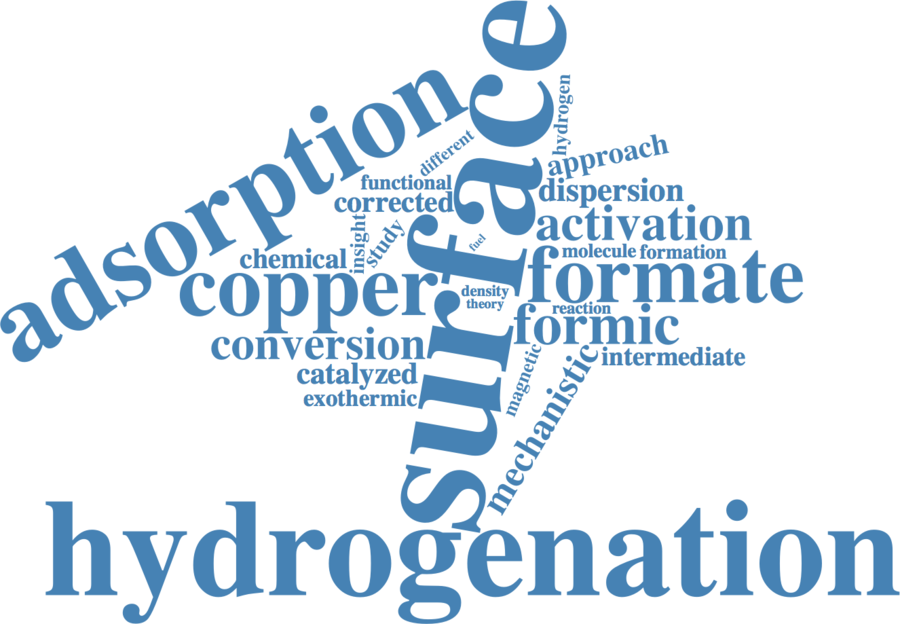 surface
adsorption
hydrogen
different
approach
functional
dispersion
corrected
activation
insight
study
fuel
chemical
molecule
formation
copper
formate
density
theory
reaction
formic
conversion
intermediate
catalyzed
magnetic
mechanistic
exothermic
hydrogenation